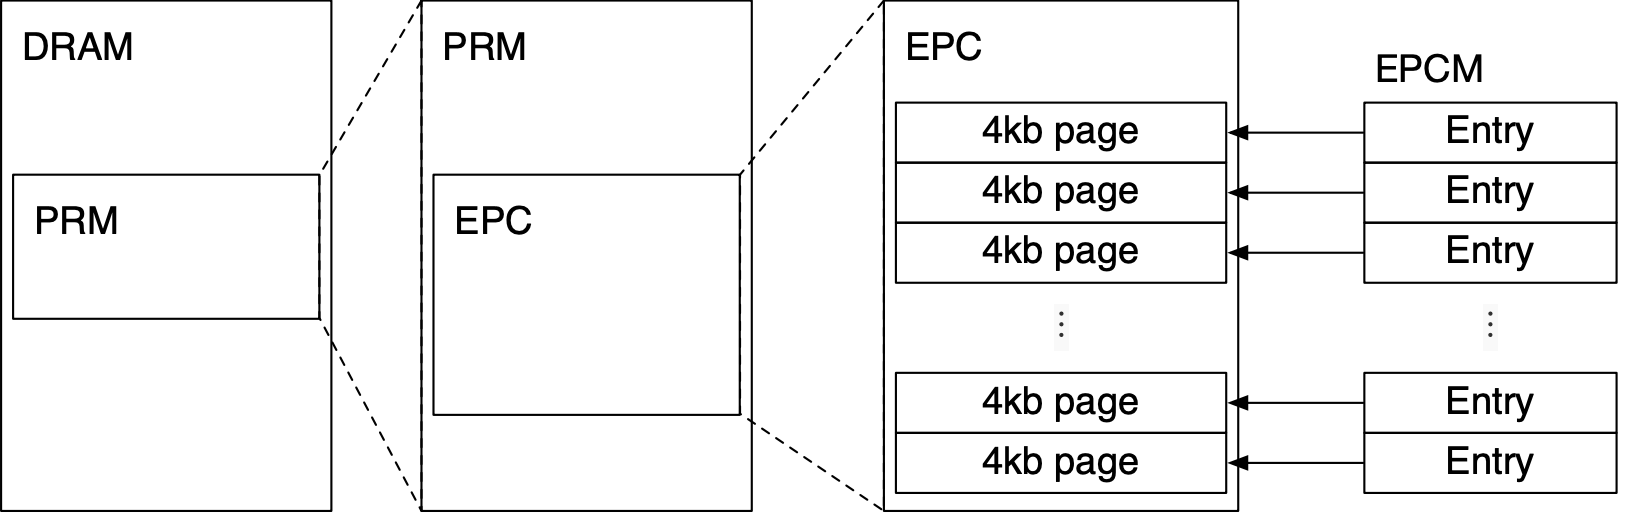 DRAM
PRM
PRM
EPC
EPC
4kb page
4kb page
4kb page
⋮
4kb page
4kb page
EPCM
Entry
Entry
Entry
⋮
Entry
Entry